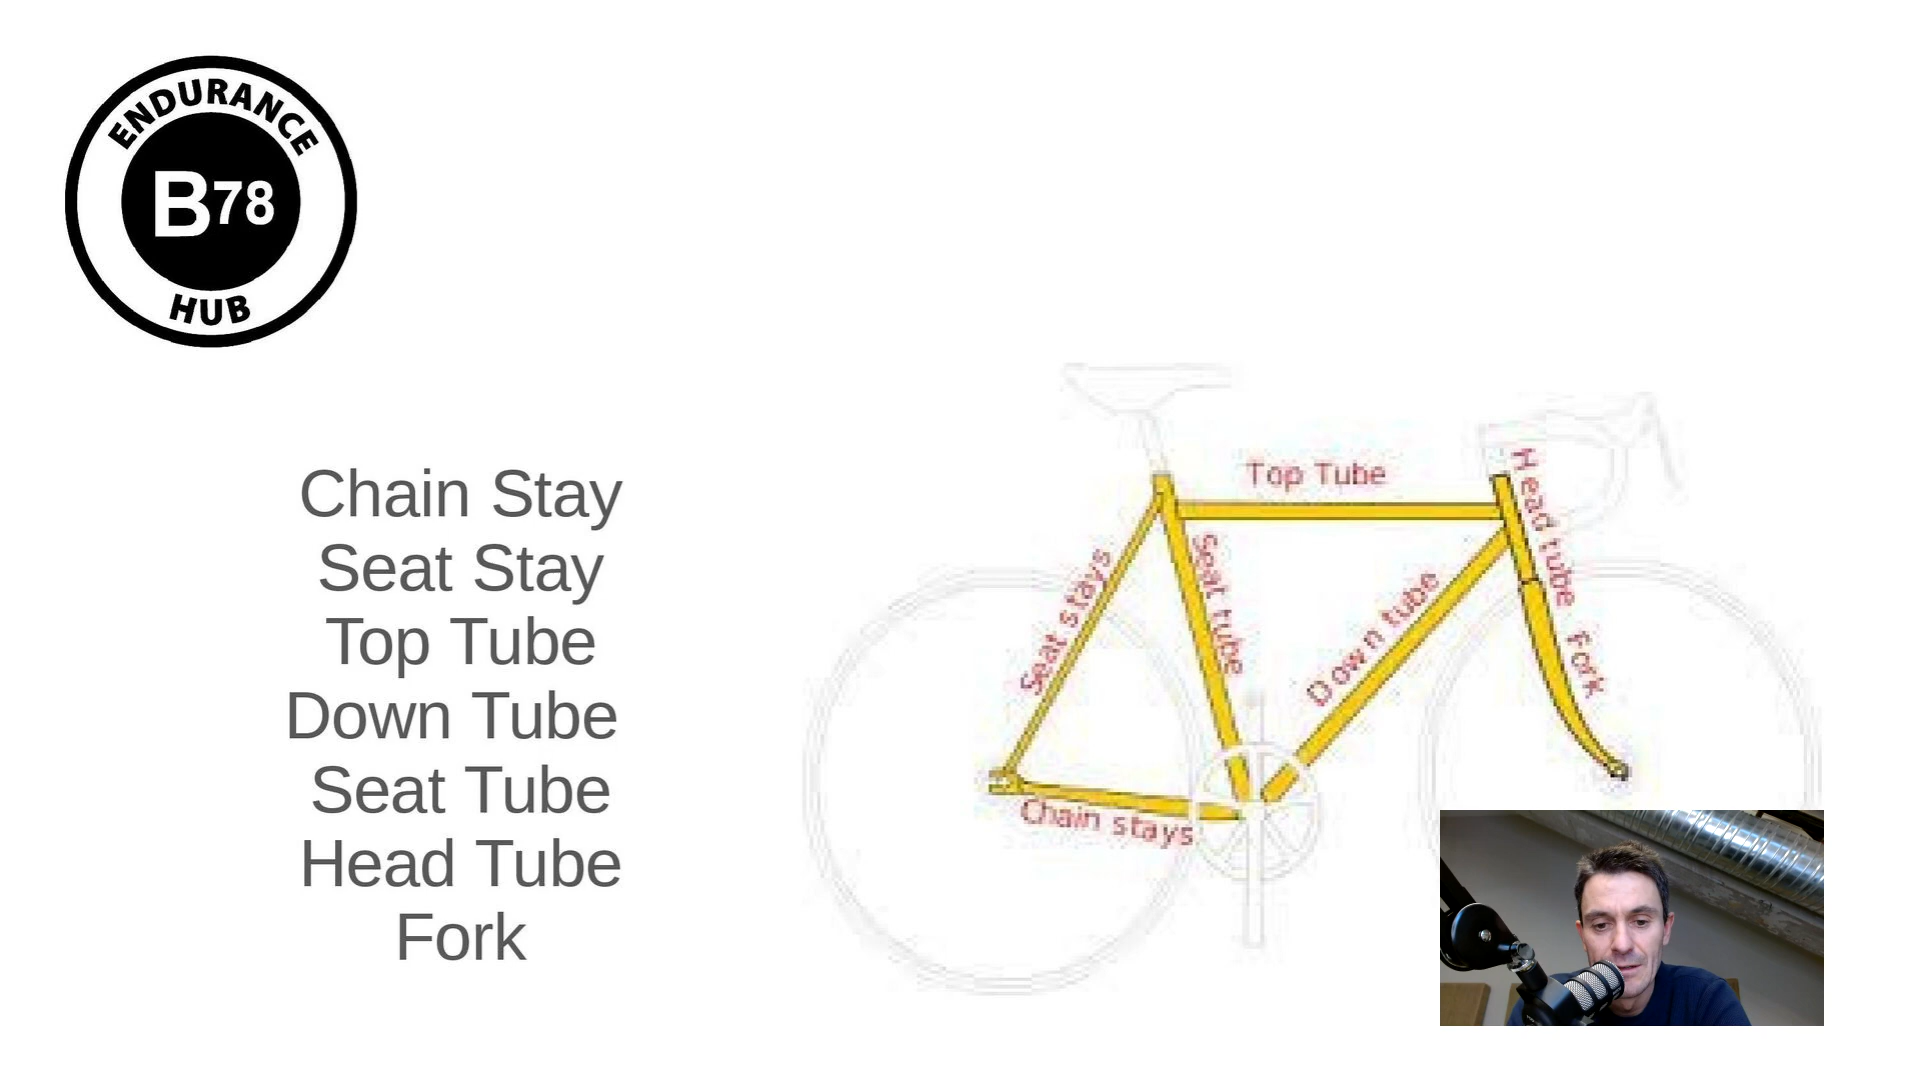 ENDURANCE
B78
HUB
Chain Stay
Seat Stay
Top Tube
Down Tube
Seat Tube
Head Tube
Fork
Top Tube
Head tube
Seat stays
Seat tube
Down tube
Fork
Chain stays